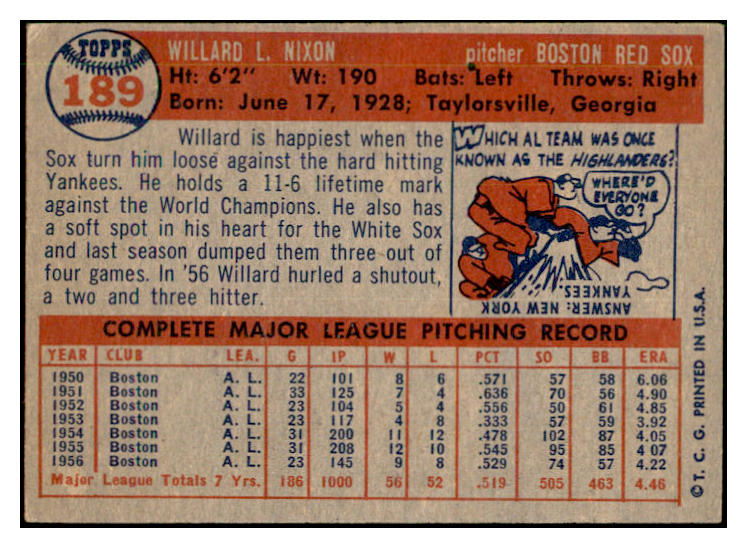 TOPPS
189
WILLARD L. NIXON pitcher BOSTON RED SOX
Ht: 6'2" Wt: 190 Bats: Left Throws: Right
Born: June 17, 1928; Taylorsville, Georgia
Willard is happiest when the
Sox turn him loose against the hard hitting
Yankees. He holds a 11-6 lifetime mark
against the World Champions. He also has
a soft spot in his heart for the White Sox
and last season dumped them three out of
four games. In '56 Willard hurled a shutout,
a two and three hitter.
WHICH AL TEAM WAS ONCE
KNOWN AS THE HIGHLANDERS?
WHERE'D
EVERYONE
GO?
ANSWER: NEW YORK
YANKEES.
COMPLETE MAJOR LEAGUE PITCHING RECORD
YEAR CLUB LEA. G IP W L PCT SO BB ERA
1950 Boston A. L. 22 101 8 6 .571 57 58 6.06
1951 Boston A. L. 33 125 7 4 .636 70 56 4.90
1952 Boston A. L. 23 104 5 4 .556 50 61 4.85
1953 Boston A. L. 23 117 4 8 .333 57 59 3.92
1954 Boston A. L. 31 200 11 12 .478 102 87 4.05
1955 Boston A. L. 31 208 12 10 .545 95 85 4 07
1956 Boston A. L. 23 145 9 8 .529 74 57 4.22
Major League Totals 7 Yrs. 186 1000 56 52 .519 505 463 4.46
© T. C. G. PRINTED IN U.S.A.